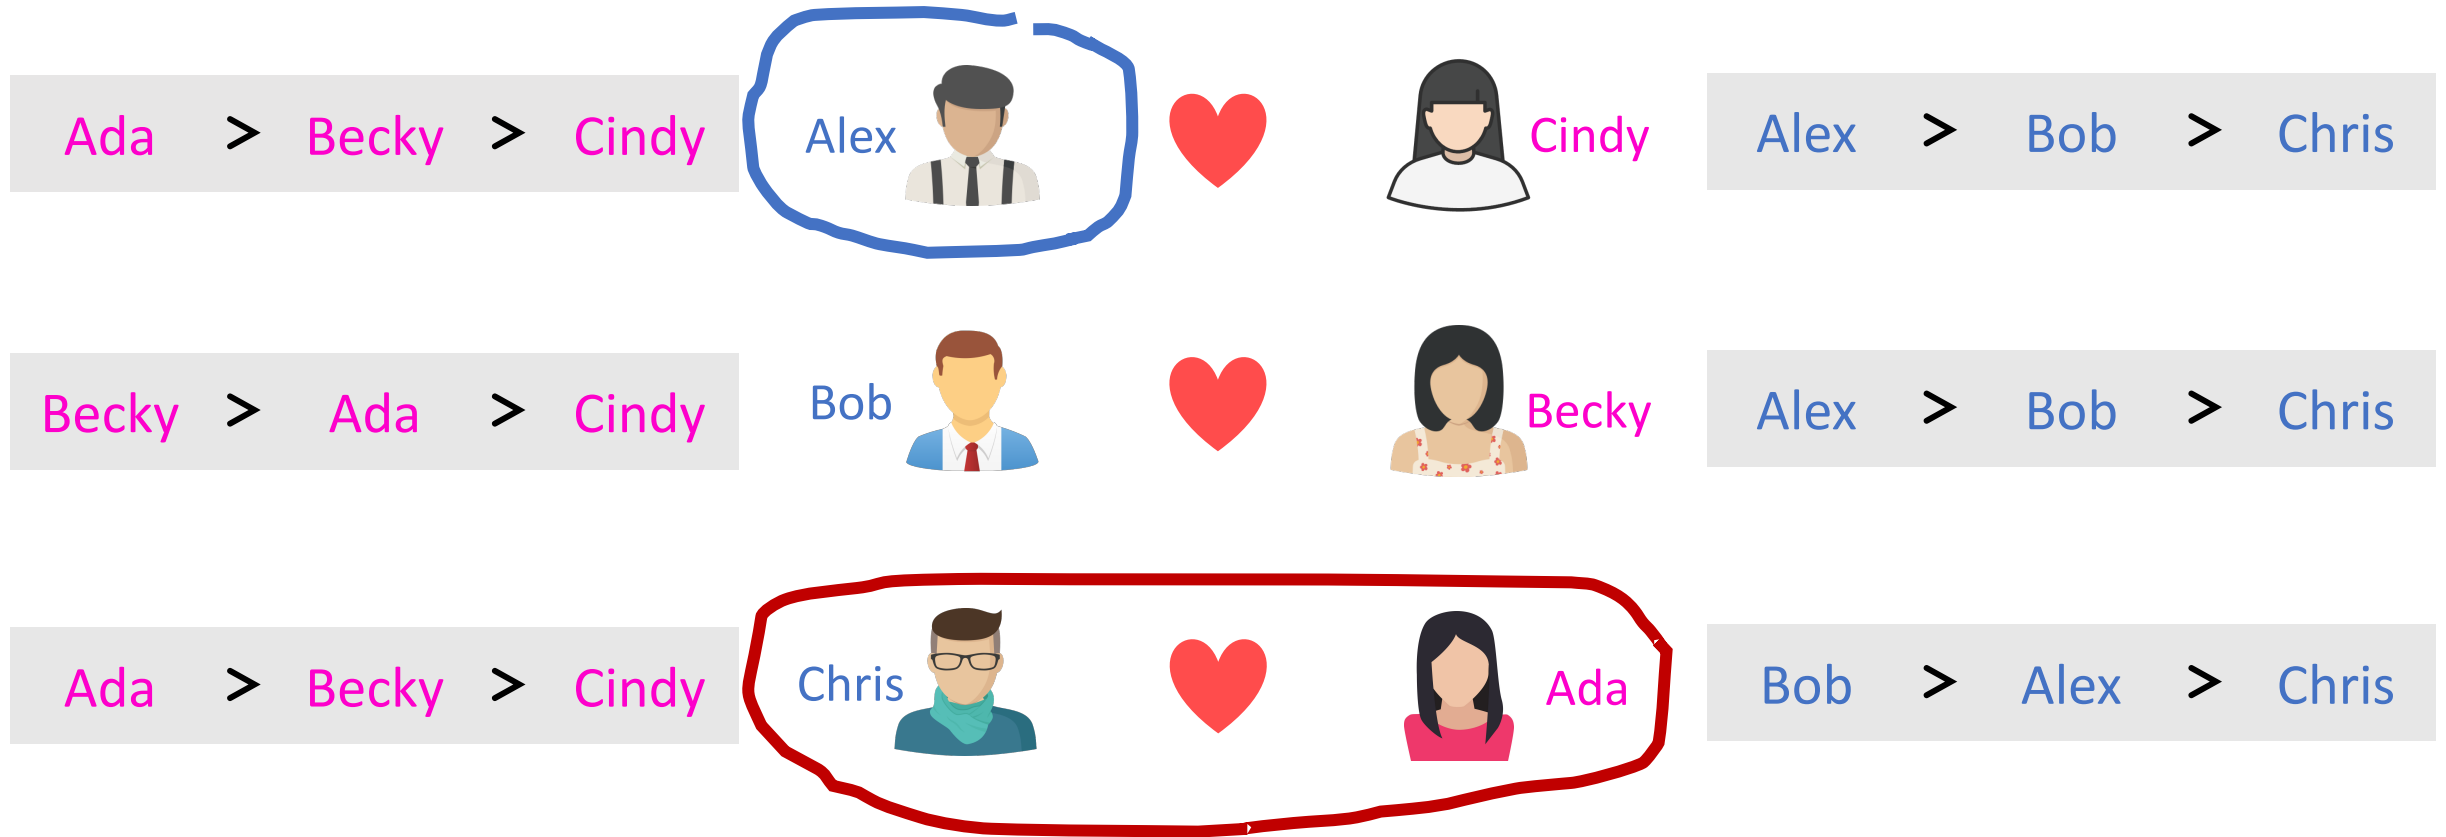 Ada > Becky > Cindy Alex Cindy Alex > Bob > Chris
Becky > Ada > Cindy Bob Becky Alex > Bob > Chris
Ada > Becky > Cindy Chris Ada Bob > Alex > Chris